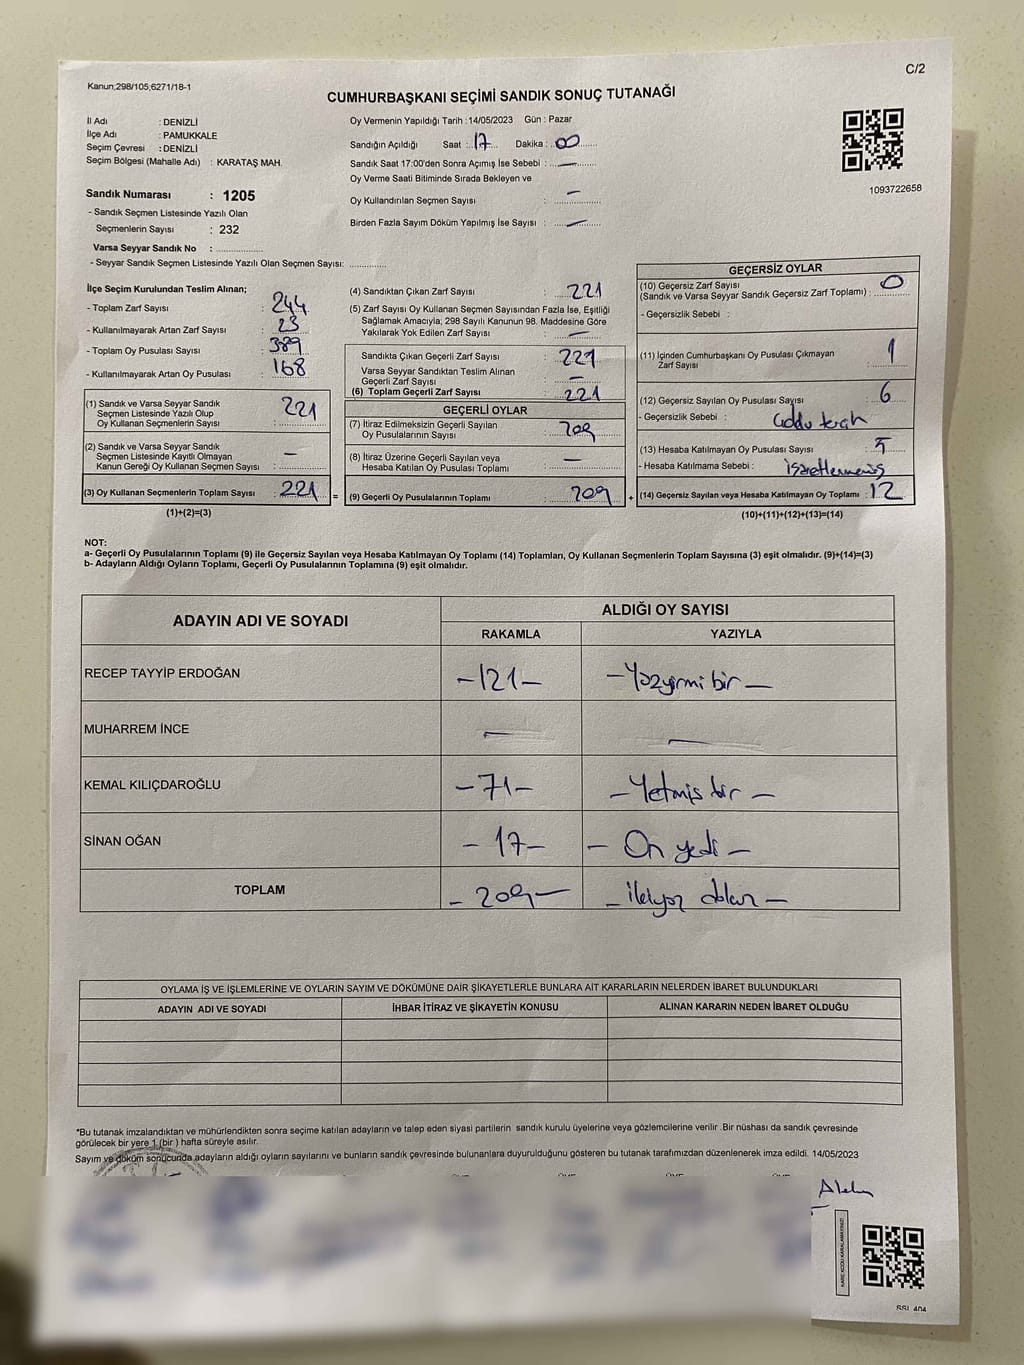 Kanun;298/105;6271/18-1
C/2
CUMHURBAŞKANI SEÇİMİ SANDIK SONUÇ TUTANAĞI
İl Adı : DENİZLİ
İlçe Adı : PAMUKKALE
Seçim Çevresi : DENİZLİ
Seçim Bölgesi (Mahalle Adı) : KARATAŞ MAH.
Sandık Numarası : 1205
- Sandık Seçmen Listesinde Yazılı Olan
Seçmenlerin Sayısı : 232
Varsa Seyyar Sandık No :
- Seyyar Sandık Seçmen Listesinde Yazılı Olan Seçmen Sayısı:
Oy Vermenin Yapıldığı Tarih :14/05/2023 Gün : Pazar
Sandığın Açıldığı Saat : 17 Dakika : 00
Sandık Saat 17:00'den Sonra Açımış İse Sebebi : —
Oy Verme Saati Bitiminde Sırada Bekleyen ve
Oy Kullandırılan Seçmen Sayısı : —
Birden Fazla Sayım Döküm Yapılmış İse Sayısı : —
1093722658
İlçe Seçim Kurulundan Teslim Alınan;
- Toplam Zarf Sayısı : 244
- Kullanılmayarak Artan Zarf Sayısı : 23
- Toplam Oy Pusulası Sayısı : 389
- Kullanılmayarak Artan Oy Pusulası : 168
(1) Sandık ve Varsa Seyyar Sandık
Seçmen Listesinde Yazılı Olup
Oy Kullanan Seçmenlerin Sayısı : 221
(2) Sandık ve Varsa Seyyar Sandık
Seçmen Listesinde Kayıtlı Olmayan
Kanun Gereği Oy Kullanan Seçmen Sayısı : —
(3) Oy Kullanan Seçmenlerin Toplam Sayısı : 221 =
(1)+(2)=(3)
(4) Sandıktan Çıkan Zarf Sayısı : 221
(5) Zarf Sayısı Oy Kullanan Seçmen Sayısından Fazla İse, Eşitliği
Sağlamak Amacıyla; 298 Sayılı Kanunun 98. Maddesine Göre
Yakılarak Yok Edilen Zarf Sayısı : —
Sandıkta Çıkan Geçerli Zarf Sayısı : 221
Varsa Seyyar Sandıktan Teslim Alınan
Geçerli Zarf Sayısı : —
(6) Toplam Geçerli Zarf Sayısı : 221
GEÇERLİ OYLAR
(7) İtiraz Edilmeksizin Geçerli Sayılan
Oy Pusulalarının Sayısı : 209
(8) İtiraz Üzerine Geçerli Sayılan veya
Hesaba Katılan Oy Pusulası Toplamı : —
(9) Geçerli Oy Pusulalarının Toplamı : 209 +
GEÇERSİZ OYLAR
(10) Geçersiz Zarf Sayısı
(Sandık ve Varsa Seyyar Sandık Geçersiz Zarf Toplamı) : 0
- Geçersizlik Sebebi :
(11) İçinden Cumhurbaşkanı Oy Pusulası Çıkmayan
Zarf Sayısı : 1
(12) Geçersiz Sayılan Oy Pusulası Sayısı : 6
- Geçersizlik Sebebi :
(13) Hesaba Katılmayan Oy Pusulası Sayısı : 5
- Hesaba Katılmama Sebebi : işaretlenmemiş
(14) Geçersiz Sayılan veya Hesaba Katılmayan Oy Toplamı : 12
(10)+(11)+(12)+(13)=(14)
NOT:
a- Geçerli Oy Pusulalarının Toplamı (9) ile Geçersiz Sayılan veya Hesaba Katılmayan Oy Toplamı (14) Toplamları, Oy Kullanan Seçmenlerin Toplam Sayısına (3) eşit olmalıdır. (9)+(14)=(3)
b- Adayların Aldığı Oyların Toplamı, Geçerli Oy Pusulalarının Toplamına (9) eşit olmalıdır.
ADAYIN ADI VE SOYADI
ALDIĞI OY SAYISI
RAKAMLA YAZIYLA
RECEP TAYYİP ERDOĞAN –121– –Yüzyirmi bir–
MUHARREM İNCE — —
KEMAL KILIÇDAROĞLU –71– –Yetmiş bir–
SİNAN OĞAN –17– –On yedi–
TOPLAM –209– –ikiyüz dokuz–
OYLAMA İŞ VE İŞLEMLERİNE VE OYLARIN SAYIM VE DÖKÜMÜNE DAİR ŞİKAYETLERLE BUNLARA AİT KARARLARIN NELERDEN İBARET BULUNDUKLARI
ADAYIN ADI VE SOYADI İHBAR İTİRAZ VE ŞİKAYETİN KONUSU ALINAN KARARIN NEDEN İBARET OLDUĞU
*Bu tutanak imzalandıktan ve mühürlendikten sonra seçime katılan adayların ve talep eden siyasi partilerin sandık kurulu üyelerine veya gözlemcilerine verilir .Bir nüshası da sandık çevresinde
görülecek bir yere 1 (bir ) hafta süreyle asılır.
Sayım ve döküm sonucunda adayların aldığı oyların sayılarını ve bunların sandık çevresinde bulunanlara duyurulduğunu gösteren bu tutanak tarafımızdan düzenlenerek imza edildi. 14/05/2023
KARE KODU KARALAMAYINIZ!